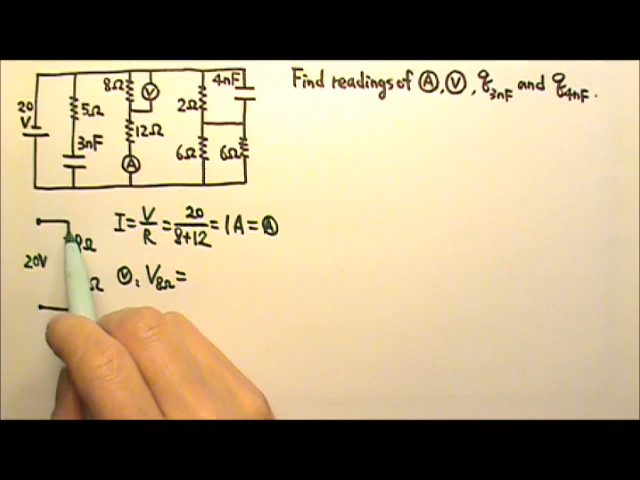 Find readings of Ⓐ, Ⓥ, q3nF and q4nF.
20 V
8Ω
V
4nF
5Ω
2Ω
12Ω
3nF
6Ω
6Ω
A
I = V/R = 20/(8+12) = 1A = Ⓐ
20V
Ω
Ω
Ⓥ: V8Ω =